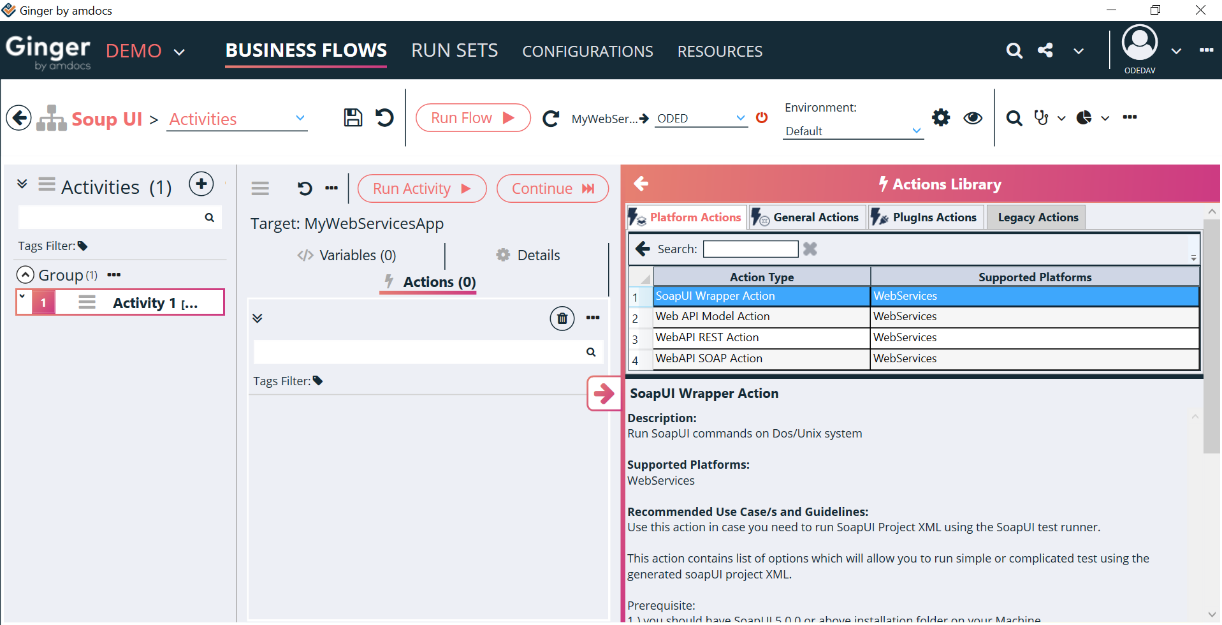 Ginger by amdocs
Ginger by amdocs DEMO BUSINESS FLOWS RUN SETS CONFIGURATIONS RESOURCES ODEDAV
Soup UI > Activities Run Flow MyWebSer... ODED Environment: Default
Activities (1)
Tags Filter:
Group (1)
1 Activity 1 [...
Run Activity Continue
Target: MyWebServicesApp
</> Variables (0) Details
Actions (0)
Tags Filter:
Actions Library
Platform Actions General Actions PlugIns Actions Legacy Actions
Search:
Action Type Supported Platforms
1 SoapUI Wrapper Action WebServices
2 Web API Model Action WebServices
3 WebAPI REST Action WebServices
4 WebAPI SOAP Action WebServices
SoapUI Wrapper Action
Description:
Run SoapUI commands on Dos/Unix system
Supported Platforms:
WebServices
Recommended Use Case/s and Guidelines:
Use this action in case you need to run SoapUI Project XML using the SoapUI test runner.
This action contains list of options which will allow you to run simple or complicated test using the
generated soapUI project XML.
Prerequisite:
1.) you should have SoapUI 5.0.0 or above installation folder on your Machine